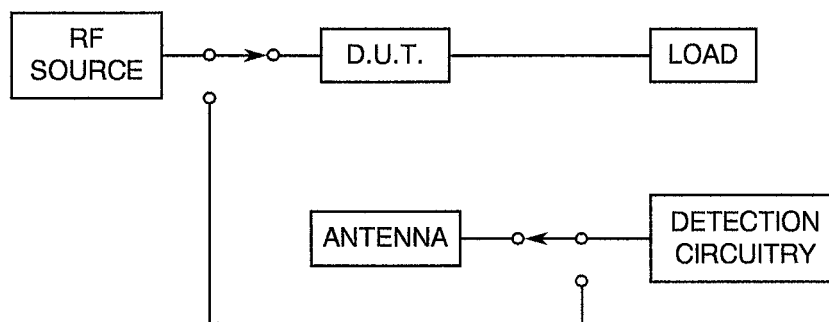 RF
SOURCE
D.U.T.
LOAD
ANTENNA
DETECTION
CIRCUITRY